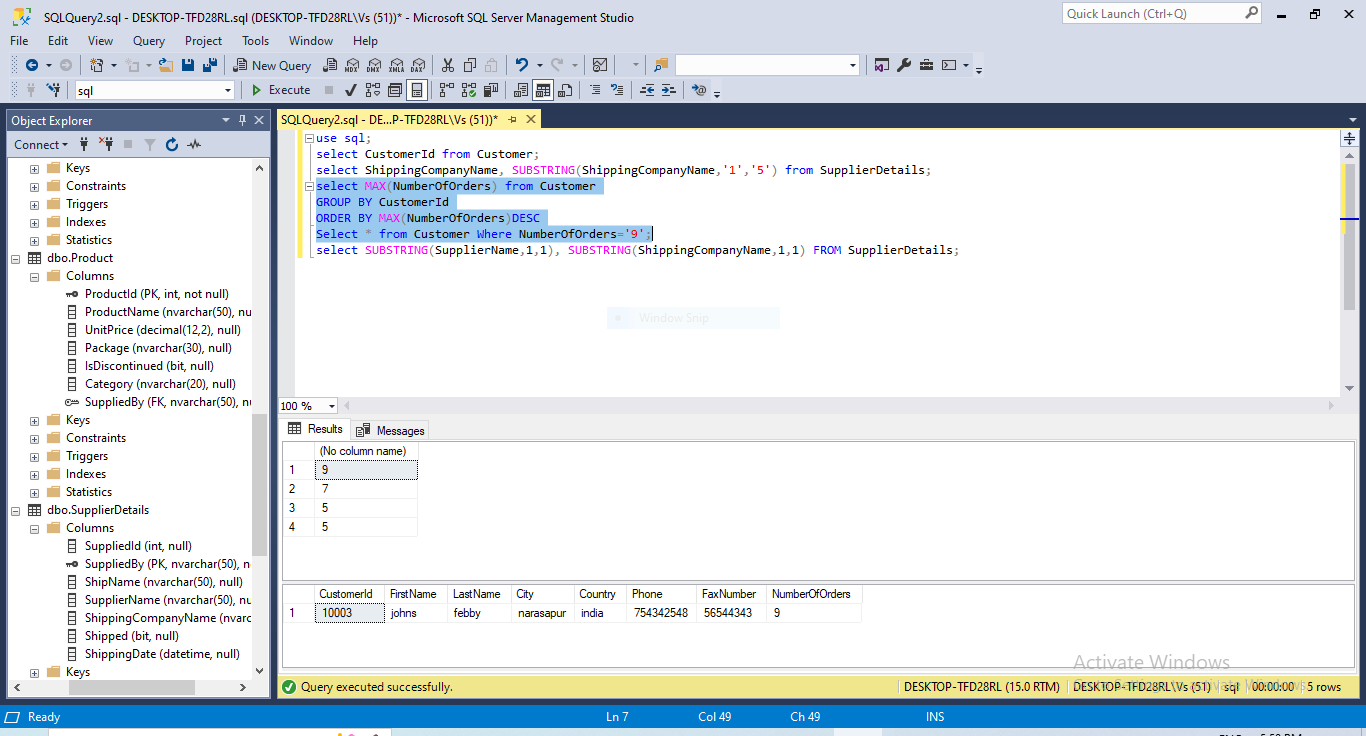 SQLQuery2.sql - DESKTOP-TFD28RL.sql (DESKTOP-TFD28RL\Vs (51))* - Microsoft SQL Server Management Studio
Quick Launch (Ctrl+Q)
File Edit View Query Project Tools Window Help
New Query MDX DMX XMLA DAX
sql Execute
Object Explorer
Connect
Keys
Constraints
Triggers
Indexes
Statistics
dbo.Product
Columns
ProductId (PK, int, not null)
ProductName (nvarchar(50), nu
UnitPrice (decimal(12,2), null)
Package (nvarchar(30), null)
IsDiscontinued (bit, null)
Category (nvarchar(20), null)
SuppliedBy (FK, nvarchar(50), n
Keys
Constraints
Triggers
Indexes
Statistics
dbo.SupplierDetails
Columns
SuppliedId (int, null)
SuppliedBy (PK, nvarchar(50), n
ShipName (nvarchar(50), null)
SupplierName (nvarchar(50), nu
ShippingCompanyName (nvarc
Shipped (bit, null)
ShippingDate (datetime, null)
Keys
SQLQuery2.sql - DE...P-TFD28RL\Vs (51))*
use sql;
select CustomerId from Customer;
select ShippingCompanyName, SUBSTRING(ShippingCompanyName,'1','5') from SupplierDetails;
select MAX(NumberOfOrders) from Customer
GROUP BY CustomerId
ORDER BY MAX(NumberOfOrders)DESC
Select * from Customer Where NumberOfOrders='9';
select SUBSTRING(SupplierName,1,1), SUBSTRING(ShippingCompanyName,1,1) FROM SupplierDetails;
Window Snip
100 %
Results Messages
(No column name)
1 9
2 7
3 5
4 5
CustomerId FirstName LastName City Country Phone FaxNumber NumberOfOrders
1 10003 johns febby narasapur india 754342548 56544343 9
Activate Windows
Query executed successfully.
DESKTOP-TFD28RL (15.0 RTM) DESKTOP-TFD28RL\Vs (51) sql 00:00:00 5 rows
Ready Ln 7 Col 49 Ch 49 INS